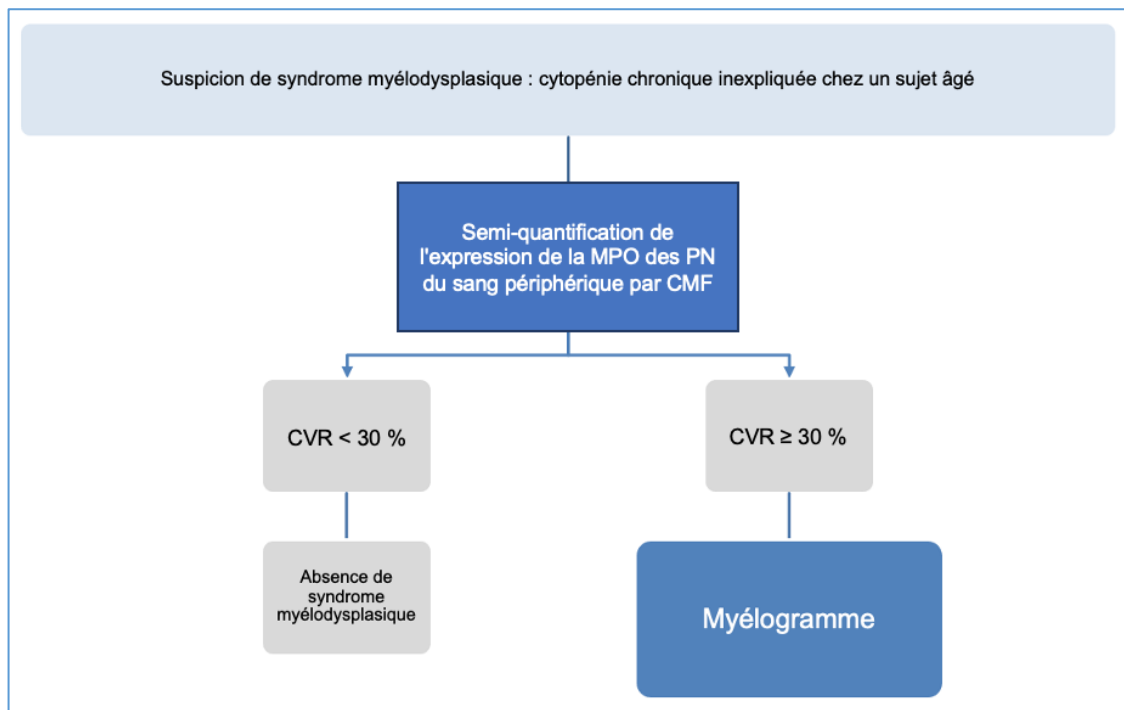 Suspicion de syndrome myélodysplasique : cytopénie chronique inexpliquée chez un sujet âgé
Semi-quantification de
l'expression de la MPO des PN
du sang périphérique par CMF
CVR < 30 %
CVR ≥ 30 %
Absence de
syndrome
myélodysplasique
Myélogramme